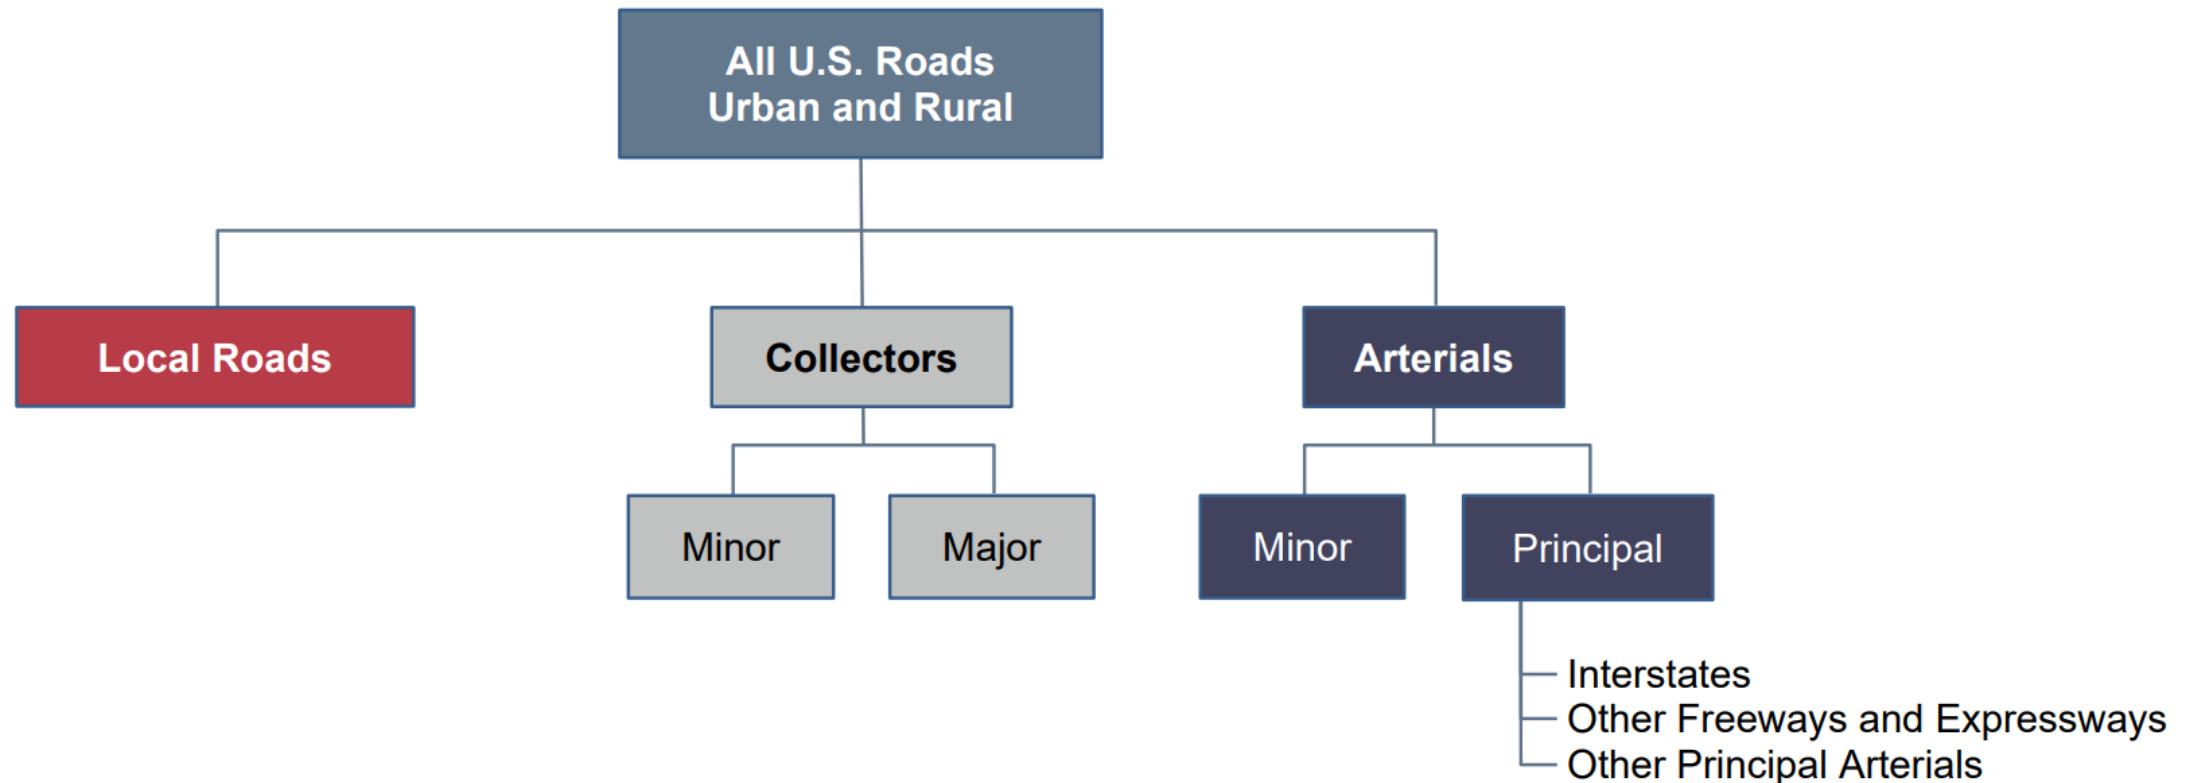 All U.S. Roads
Urban and Rural
Local Roads
Collectors
Arterials
Minor
Major
Minor
Principal
Interstates
Other Freeways and Expressways
Other Principal Arterials